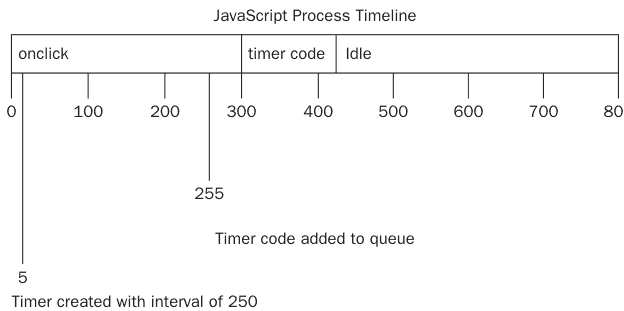 JavaScript Process Timeline
onclick timer code Idle
0 100 200 300 400 500 600 700 80
255
Timer code added to queue
5
Timer created with interval of 250